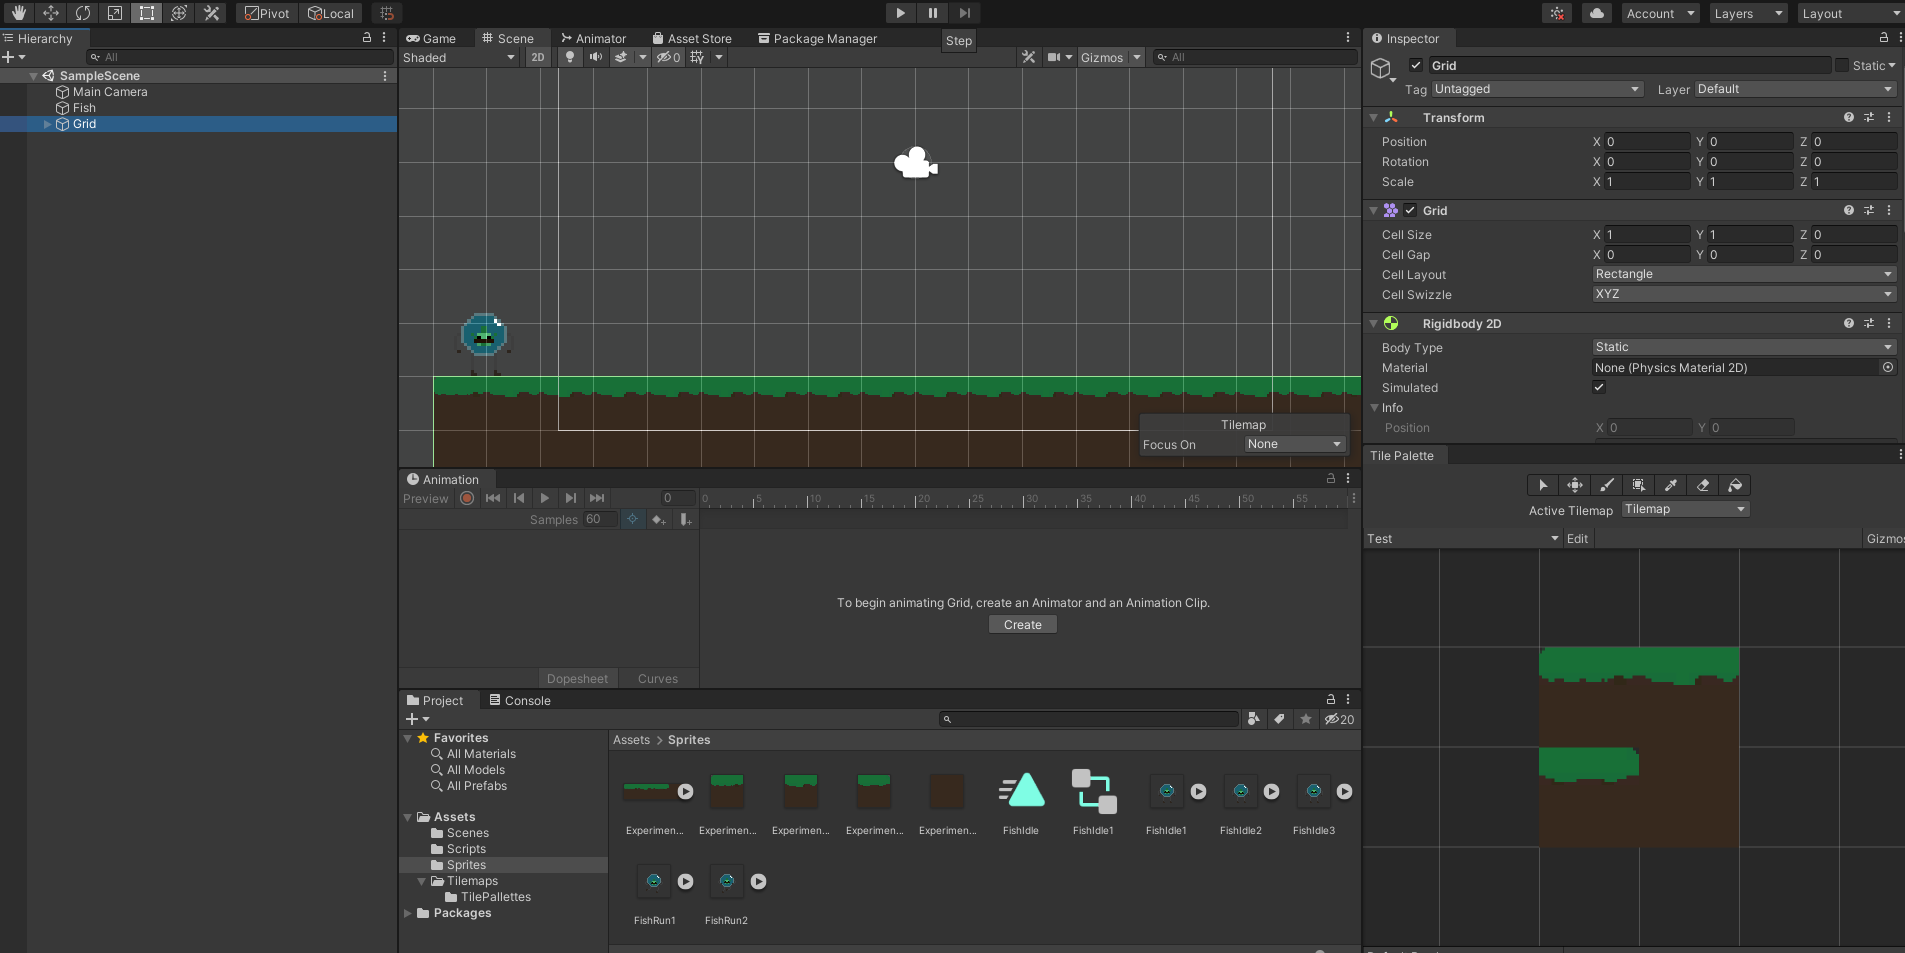 Pivot Local Account Layers Layout
Hierarchy
All
SampleScene
Main Camera
Fish
Grid
Game Scene Animator Asset Store Package Manager
Step
Shaded 2D 0 Gizmos All
Tilemap
Focus On None
Animation
Preview 0 0 5 10 15 20 25 30 35 40 45 50 55
Samples 60
To begin animating Grid, create an Animator and an Animation Clip.
Create
Dopesheet Curves
Project Console
20
Favorites
All Materials
All Models
All Prefabs
Assets
Scenes
Scripts
Sprites
Tilemaps
TilePallettes
Packages
Assets > Sprites
Experimen... Experimen... Experimen... Experimen... Experimen... FishIdle FishIdle1 FishIdle1 FishIdle2 FishIdle3
FishRun1 FishRun2
Inspector
Grid Static
Tag Untagged Layer Default
Transform
Position X 0 Y 0 Z 0
Rotation X 0 Y 0 Z 0
Scale X 1 Y 1 Z 1
Grid
Cell Size X 1 Y 1 Z 0
Cell Gap X 0 Y 0 Z 0
Cell Layout Rectangle
Cell Swizzle XYZ
Rigidbody 2D
Body Type Static
Material None (Physics Material 2D)
Simulated
Info
Position X 0 Y 0
Tile Palette
Active Tilemap Tilemap
Test Edit Gizmos